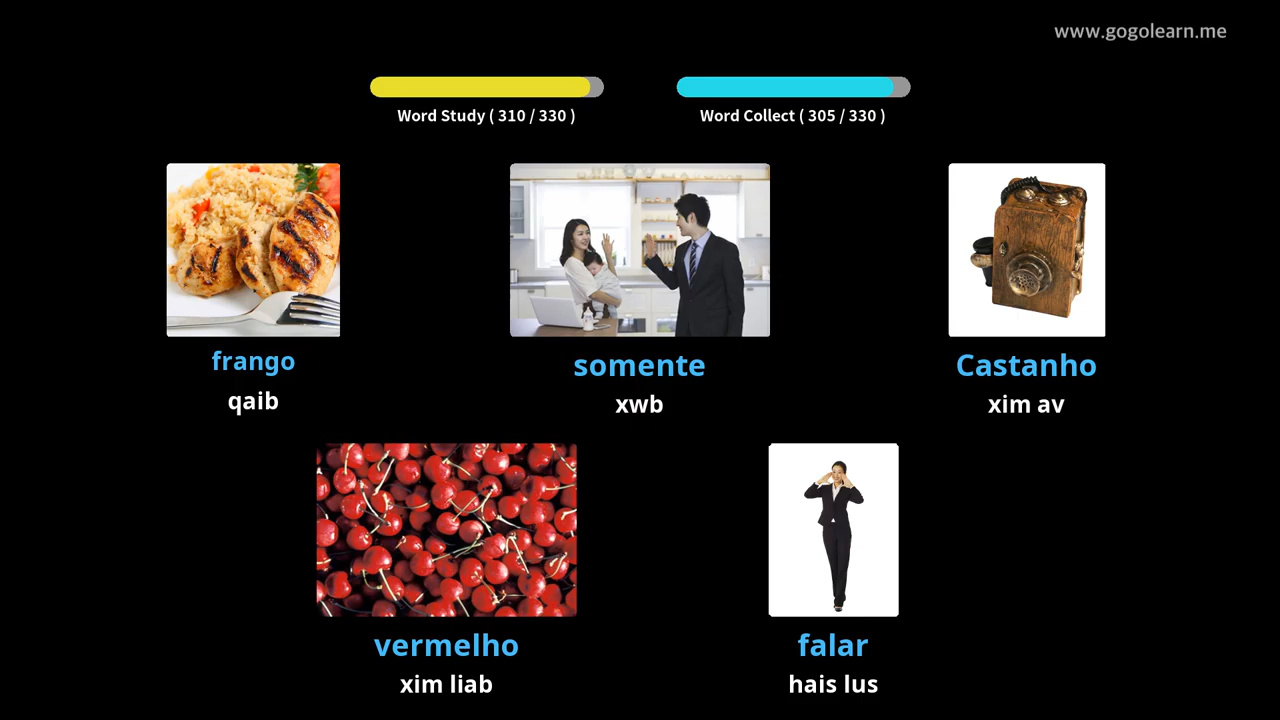 www.gogolearn.me
Word Study ( 310 / 330 )
Word Collect ( 305 / 330 )
frango
qaib
somente
xwb
Castanho
xim av
vermelho
xim liab
falar
hais lus